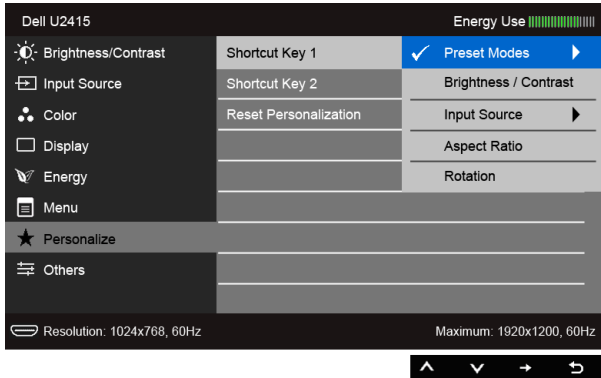 Dell U2415 Energy Use
Brightness/Contrast Shortcut Key 1 Preset Modes
Input Source Shortcut Key 2 Brightness / Contrast
Color Reset Personalization Input Source
Display Aspect Ratio
Energy Rotation
Menu
Personalize
Others
Resolution: 1024x768, 60Hz Maximum: 1920x1200, 60Hz